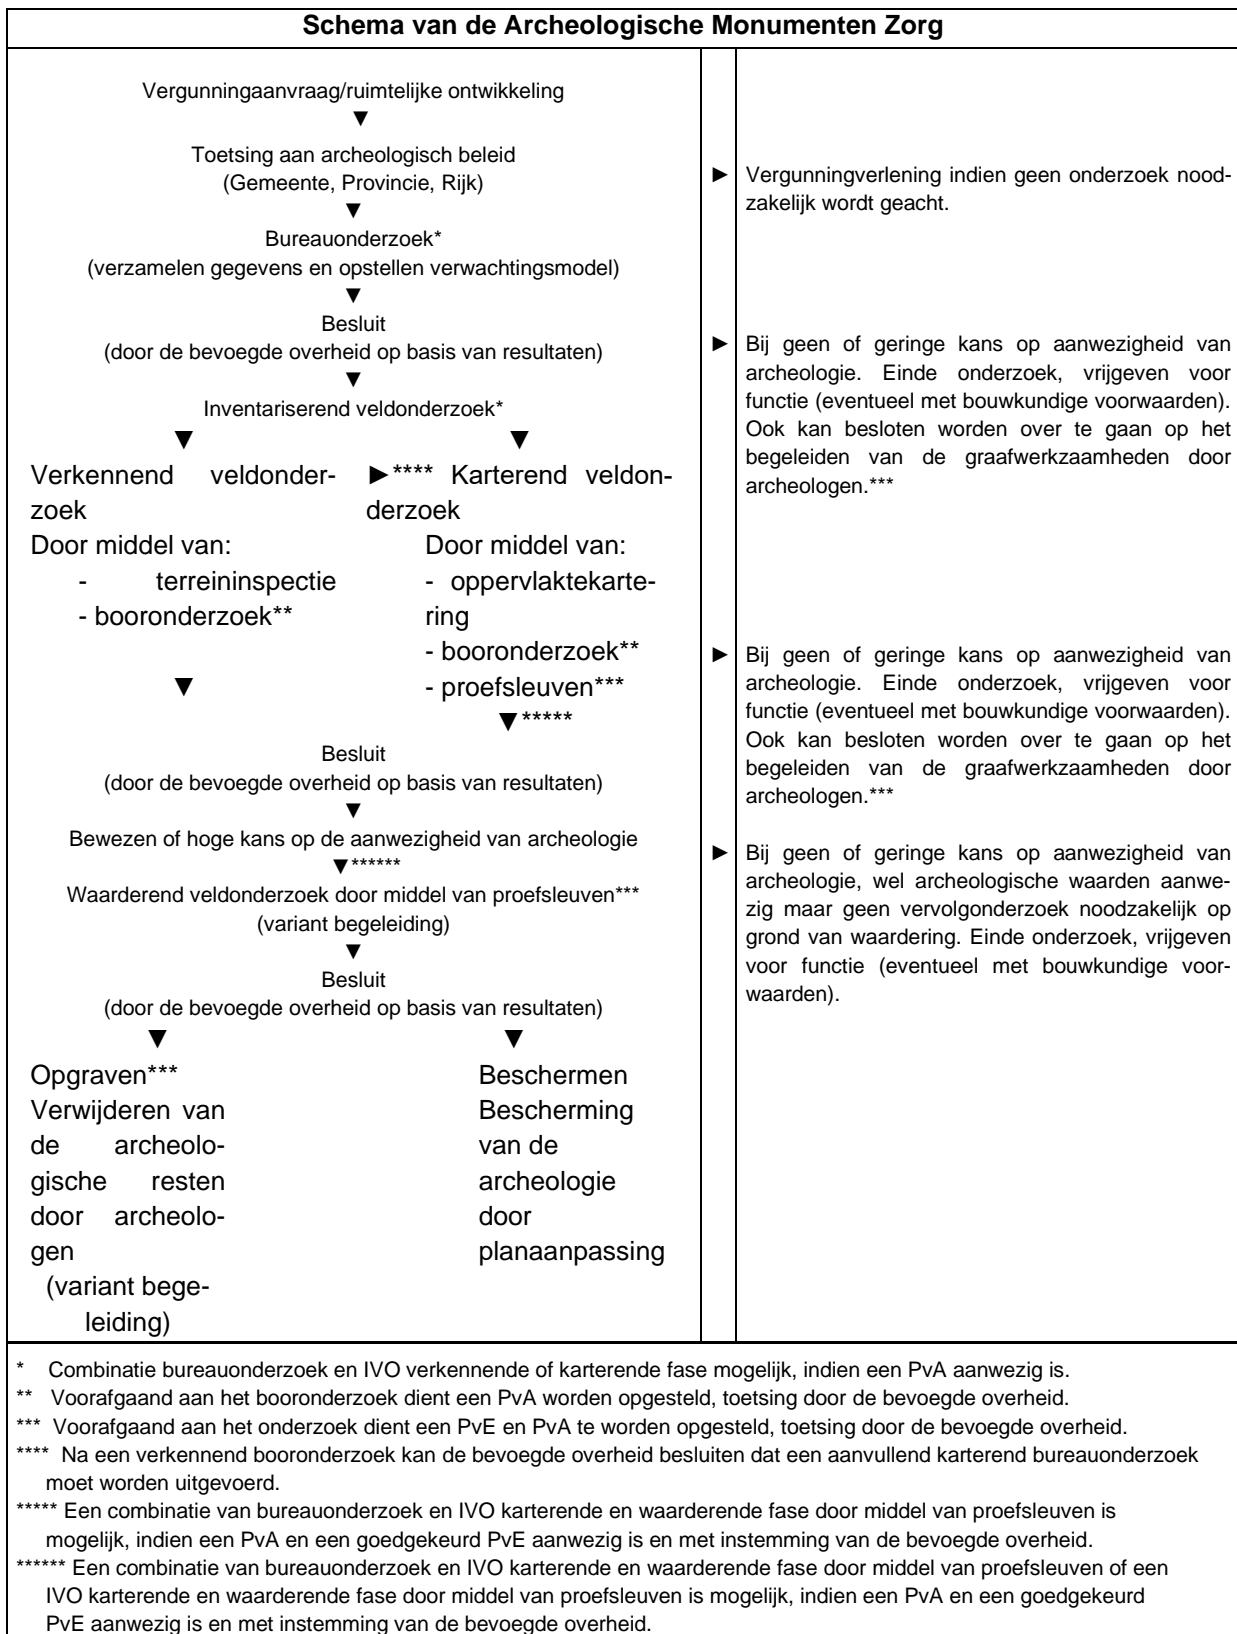 Schema van de Archeologische Monumenten Zorg
Vergunningaanvraag/ruimtelijke ontwikkeling
▼
Toetsing aan archeologisch beleid
(Gemeente, Provincie, Rijk)
▼
Bureauonderzoek*
(verzamelen gegevens en opstellen verwachtingsmodel)
▼
Besluit
(door de bevoegde overheid op basis van resultaten)
▼
Inventariserend veldonderzoek*
▼ ▼
Verkennend veldonder-
zoek
Door middel van:
- terreininspectie
- booronderzoek**
▼
►**** Karterend veldon-
derzoek
Door middel van:
- oppervlaktekarte-
ring
- booronderzoek**
- proefsleuven***
▼*****
Besluit
(door de bevoegde overheid op basis van resultaten)
▼
Bewezen of hoge kans op de aanwezigheid van archeologie
▼******
Waarderend veldonderzoek door middel van proefsleuven***
(variant begeleiding)
▼
Besluit
(door de bevoegde overheid op basis van resultaten)
▼ ▼
Opgraven***
Verwijderen van
de archeolo-
gische resten
door archeolo-
gen
(variant bege-
leiding)
Beschermen
Bescherming
van de
archeologie
door
planaanpassing
► Vergunningverlening indien geen onderzoek nood-
zakelijk wordt geacht.
► Bij geen of geringe kans op aanwezigheid van
archeologie. Einde onderzoek, vrijgeven voor
functie (eventueel met bouwkundige voorwaarden).
Ook kan besloten worden over te gaan op het
begeleiden van de graafwerkzaamheden door
archeologen.***
► Bij geen of geringe kans op aanwezigheid van
archeologie. Einde onderzoek, vrijgeven voor
functie (eventueel met bouwkundige voorwaarden).
Ook kan besloten worden over te gaan op het
begeleiden van de graafwerkzaamheden door
archeologen.***
► Bij geen of geringe kans op aanwezigheid van
archeologie, wel archeologische waarden aanwe-
zig maar geen vervolgonderzoek noodzakelijk op
grond van waardering. Einde onderzoek, vrijgeven
voor functie (eventueel met bouwkundige voor-
waarden).
* Combinatie bureauonderzoek en IVO verkennende of karterende fase mogelijk, indien een PvA aanwezig is.
** Voorafgaand aan het booronderzoek dient een PvA worden opgesteld, toetsing door de bevoegde overheid.
*** Voorafgaand aan het onderzoek dient een PvE en PvA te worden opgesteld, toetsing door de bevoegde overheid.
**** Na een verkennend booronderzoek kan de bevoegde overheid besluiten dat een aanvullend karterend bureauonderzoek
moet worden uitgevoerd.
***** Een combinatie van bureauonderzoek en IVO karterende en waarderende fase door middel van proefsleuven is
mogelijk, indien een PvA en een goedgekeurd PvE aanwezig is en met instemming van de bevoegde overheid.
****** Een combinatie van bureauonderzoek en IVO karterende en waarderende fase door middel van proefsleuven of een
IVO karterende en waarderende fase door middel van proefsleuven is mogelijk, indien een PvA en een goedgekeurd
PvE aanwezig is en met instemming van de bevoegde overheid.